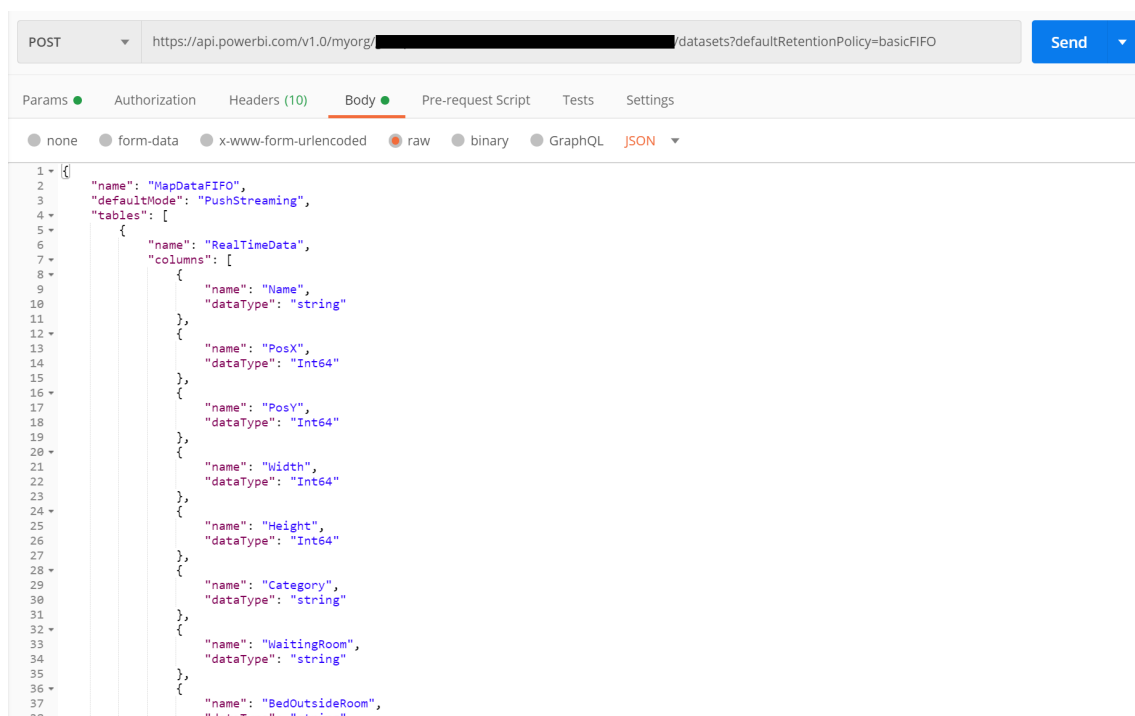 POST https://api.powerbi.com/v1.0/myorg/ /datasets?defaultRetentionPolicy=basicFIFO Send
Params Authorization Headers (10) Body Pre-request Script Tests Settings
none form-data x-www-form-urlencoded raw binary GraphQL JSON
1 {
2 "name": "MapDataFIFO",
3 "defaultMode": "PushStreaming",
4 "tables": [
5 {
6 "name": "RealTimeData",
7 "columns": [
8 {
9 "name": "Name",
10 "dataType": "string"
11 },
12 {
13 "name": "PosX",
14 "dataType": "Int64"
15 },
16 {
17 "name": "PosY",
18 "dataType": "Int64"
19 },
20 {
21 "name": "Width",
22 "dataType": "Int64"
23 },
24 {
25 "name": "Height",
26 "dataType": "Int64"
27 },
28 {
29 "name": "Category",
30 "dataType": "string"
31 },
32 {
33 "name": "WaitingRoom",
34 "dataType": "string"
35 },
36 {
37 "name": "BedOutsideRoom",